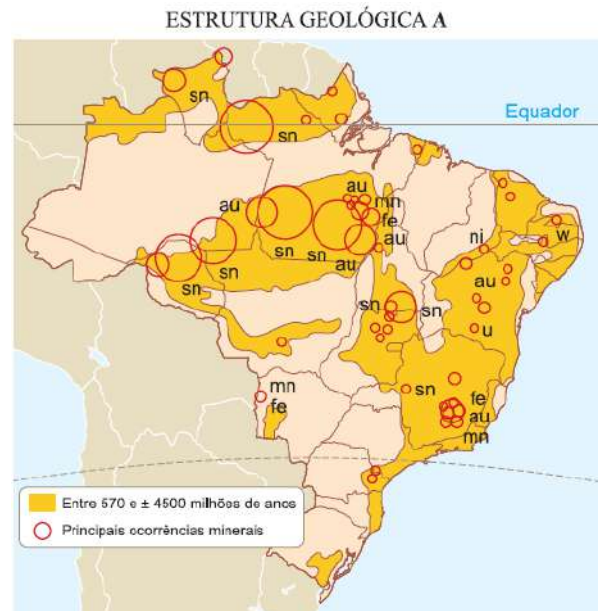 ESTRUTURA GEOLÓGICA A
Equador
sn
sn
au
au
mn
fe
au
sn
sn
sn
sn
au
ni
w
au
sn
sn
u
sn
fe
au
mn
mn
fe
Entre 570 e ± 4500 milhões de anos
Principais ocorrências minerais